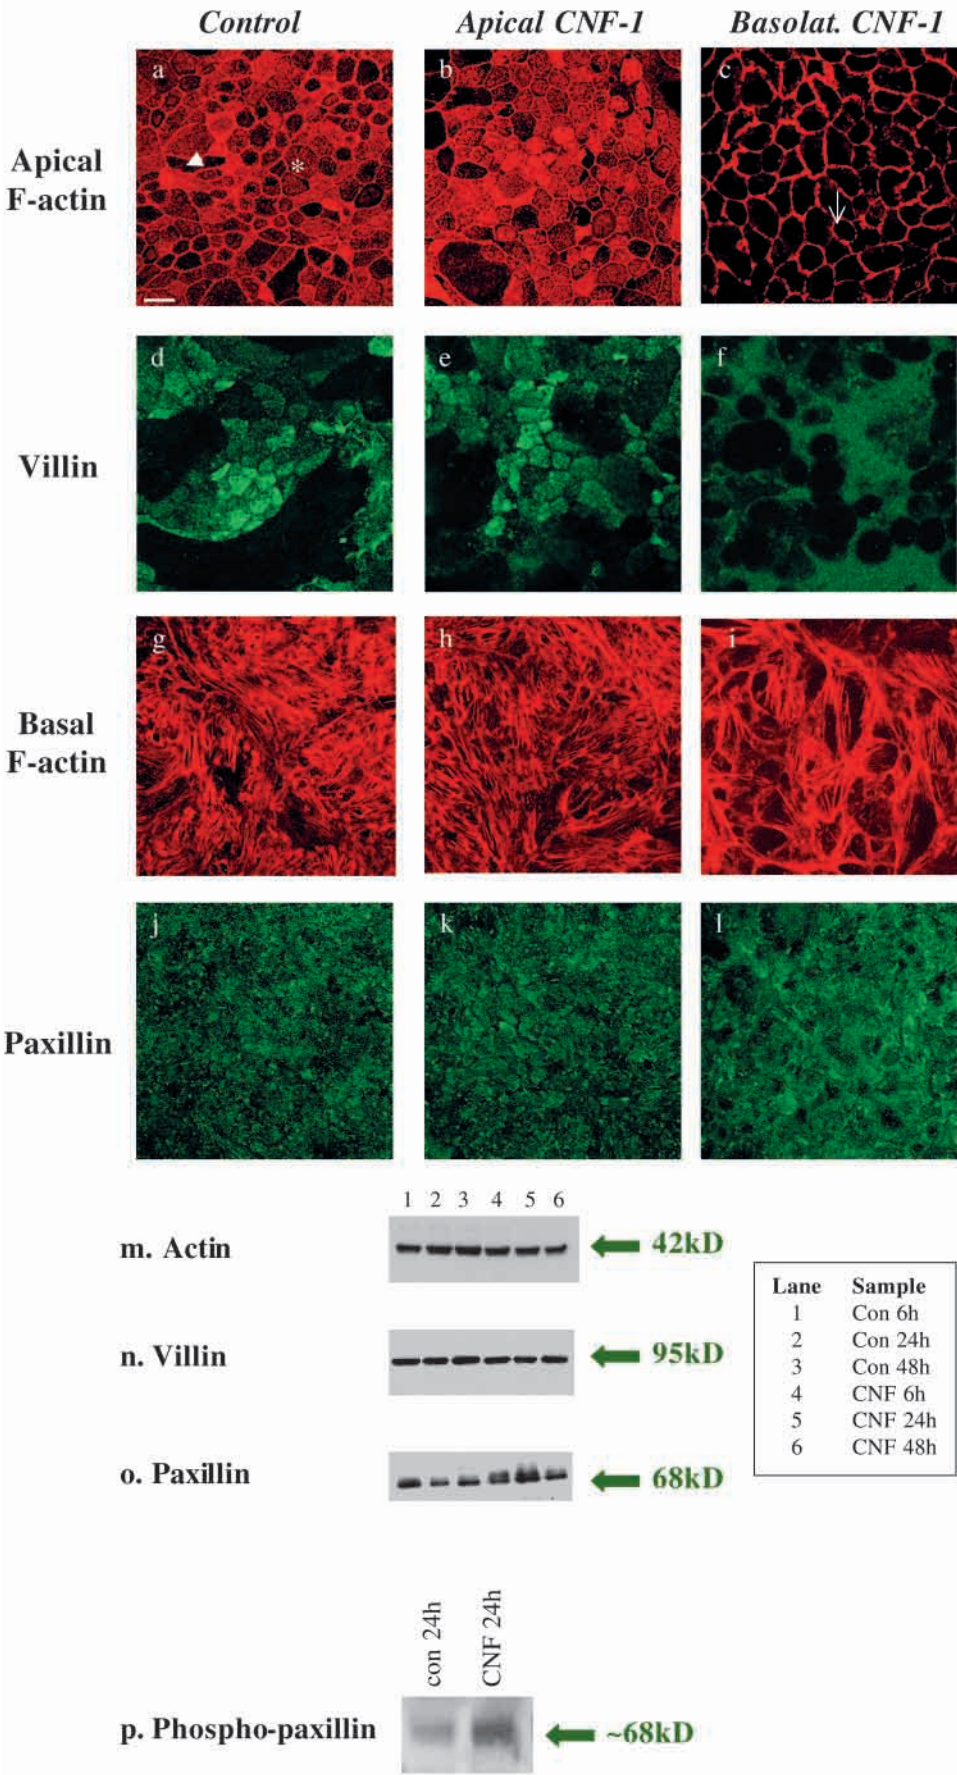 Control Apical CNF-1 Basolat. CNF-1
a b c
Apical
F-actin
*
d e f
Villin
g h i
Basal
F-actin
j k l
Paxillin
1 2 3 4 5 6
m. Actin 42kD
n. Villin 95kD
o. Paxillin 68kD
Lane Sample
1 Con 6h
2 Con 24h
3 Con 48h
4 CNF 6h
5 CNF 24h
6 CNF 48h
con 24h CNF 24h
p. Phospho-paxillin ~68kD